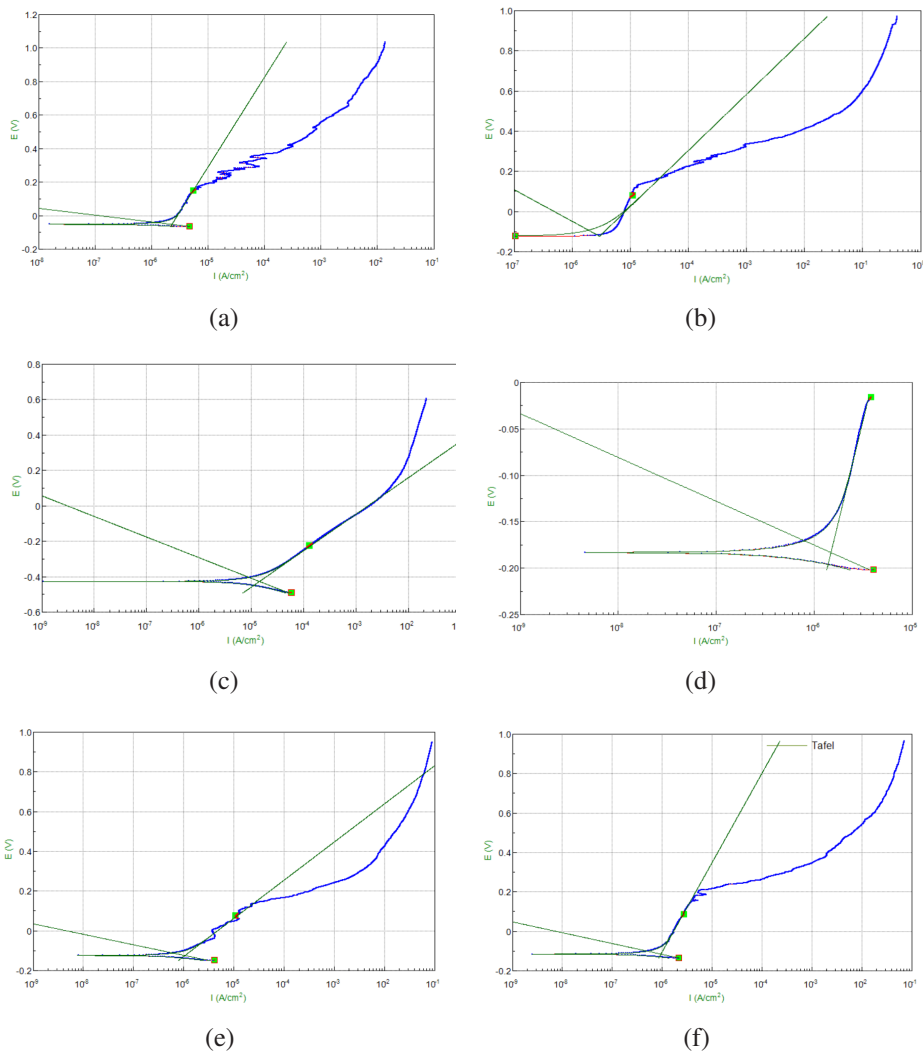 1.2
1.0
0.8
0.6
0.4
0.2
0
-0.2
E (V)
10⁻⁸ 10⁻⁷ 10⁻⁶ 10⁻⁵ 10⁻⁴ 10⁻³ 10⁻² 10⁻¹
I (A/cm²)
(a)
1.0
0.8
0.6
0.4
0.2
0
-0.2
E (V)
10⁻⁷ 10⁻⁶ 10⁻⁵ 10⁻⁴ 10⁻³ 10⁻² 10⁻¹ 10⁰
I (A/cm²)
(b)
0.8
0.6
0.4
0.2
0
-0.2
-0.4
-0.6
E (V)
10⁻⁹ 10⁻⁸ 10⁻⁷ 10⁻⁶ 10⁻⁵ 10⁻⁴ 10⁻³ 10⁻² 1
I (A/cm²)
(c)
0
-0.05
-0.10
-0.15
-0.20
-0.25
E (V)
10⁻⁹ 10⁻⁸ 10⁻⁷ 10⁻⁶ 10⁻⁵
I (A/cm²)
(d)
1.0
0.8
0.6
0.4
0.2
0
-0.2
E (V)
10⁻⁹ 10⁻⁸ 10⁻⁷ 10⁻⁶ 10⁻⁵ 10⁻⁴ 10⁻³ 10⁻² 10⁻¹
I (A/cm²)
(e)
Tafel
1.0
0.8
0.6
0.4
0.2
0
-0.2
E (V)
10⁻⁹ 10⁻⁸ 10⁻⁷ 10⁻⁶ 10⁻⁵ 10⁻⁴ 10⁻³ 10⁻² 10⁻¹
I (A/cm²)
(f)